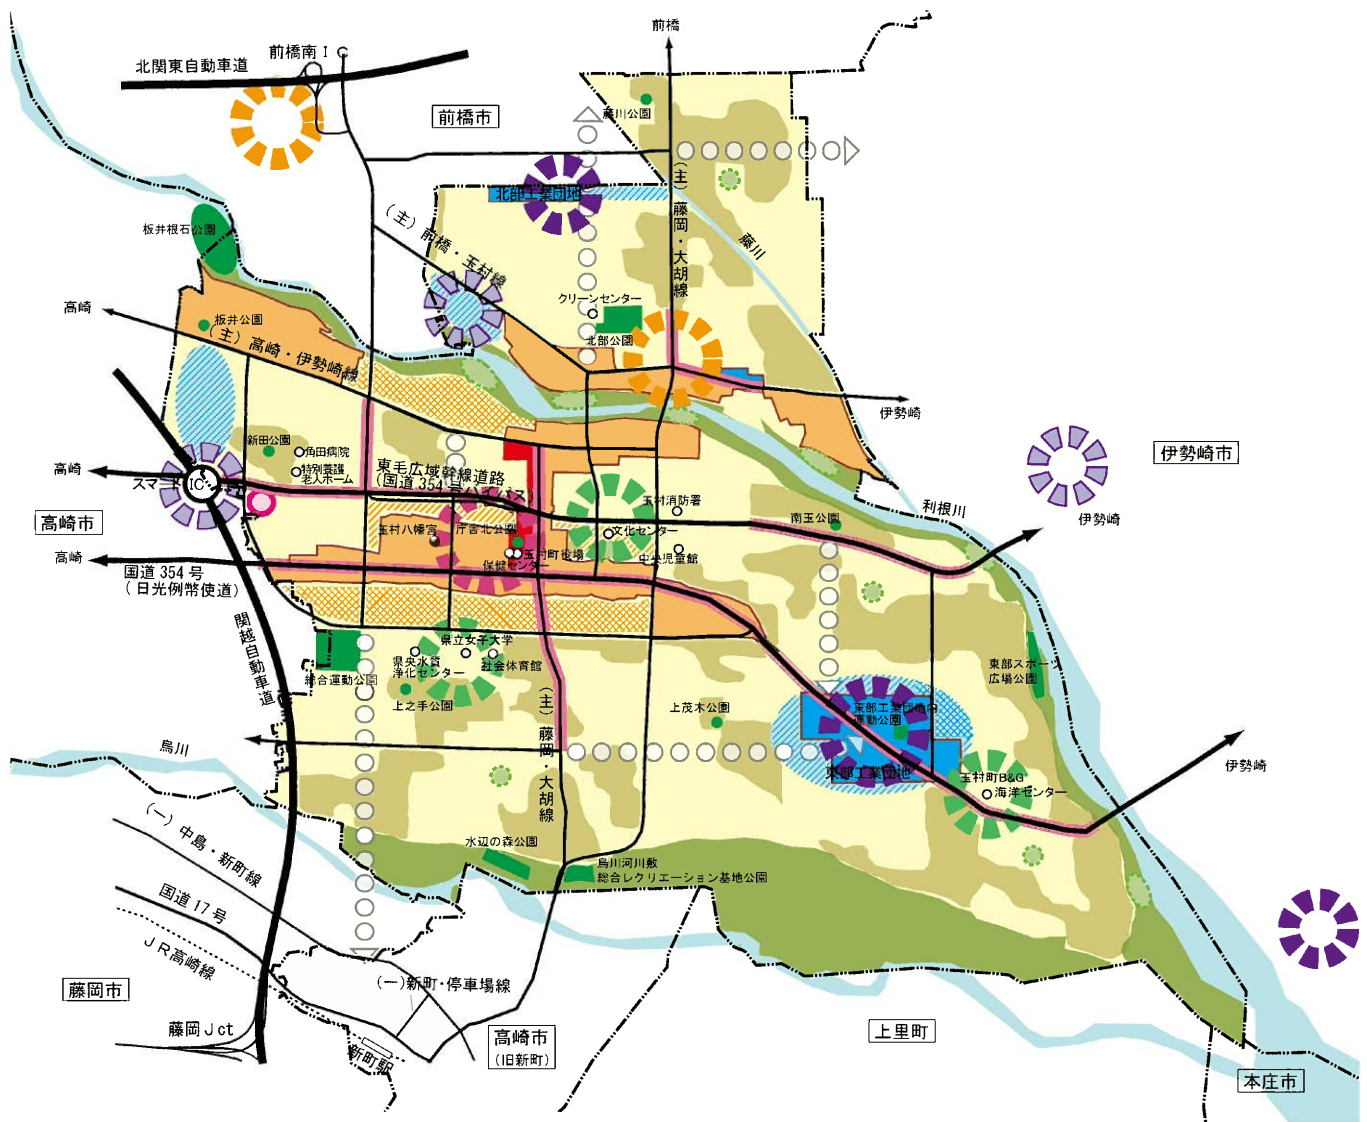 前橋
前橋南ＩＣ
北関東自動車道
前橋市
藤川公園
北部工業団地
（主）藤岡・大胡線
（主）前橋・玉村線
藤川
板井根石公園
クリーンセンター
高崎
板井公園
（主）高崎・伊勢崎線
北部公園
伊勢崎
新田公園
角田病院
特別養護
老人ホーム
東毛広域幹線道路
（国道354号バイパス）
伊勢崎市
高崎
スマートIC
玉村消防署
利根川
高崎市
玉村八幡宮
庁舎北公園
文化センター
南玉公園
伊勢崎
高崎
玉村町役場
保健センター
中央児童館
国道354号
（日光例幣使道）
関越自動車道
県立女子大学
県央水質
浄化センター
社会体育館
東部スポーツ
広場公園
総合運動公園
上之手公園
（主）藤岡・大胡線
上茂木公園
東部工業団地内
運動公園
烏川
東部工業団地
玉村町B&G
海洋センター
伊勢崎
（一）中島・新町線
水辺の森公園
烏川河川敷
総合レクリエーション基地公園
国道17号
ＪＲ高崎線
藤岡市
（一）新町・停車場線
藤岡Ｊct
新町駅
高崎市
（旧新町）
上里町
本庄市